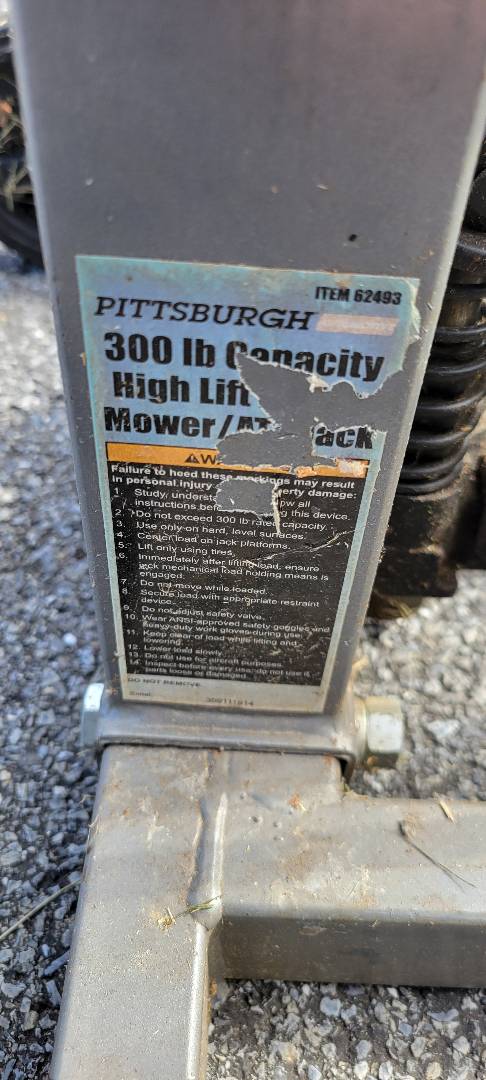 ITEM 62493
PITTSBURGH
300 lb Capacity
High Lift
Mower/AT ack
⚠W
Failure to heed these markings may result
in personal injury erty damage:
1. Study, underst ow all
instructions bef g this device.
2. Do not exceed 300 lb rated capacity.
3. Use only on hard, level surfaces.
4. Center load on jack platforms.
5. Lift only using tires.
6. Immediately after lifting load, ensure
jack mechanical load holding means is
engaged.
7. Do not move while loaded.
8. Secure load with appropriate restraint
device.
9. Do not adjust safety valve.
10. Wear ANSI-approved safety goggles and
heavy-duty work gloves during use.
11. Keep clear of load while lifting and
lowering.
12. Lower load slowly.
13. Do not use for aircraft purposes.
14. Inspect before every use; do not use if
parts loose or damaged.
DO NOT REMOVE
Serial: